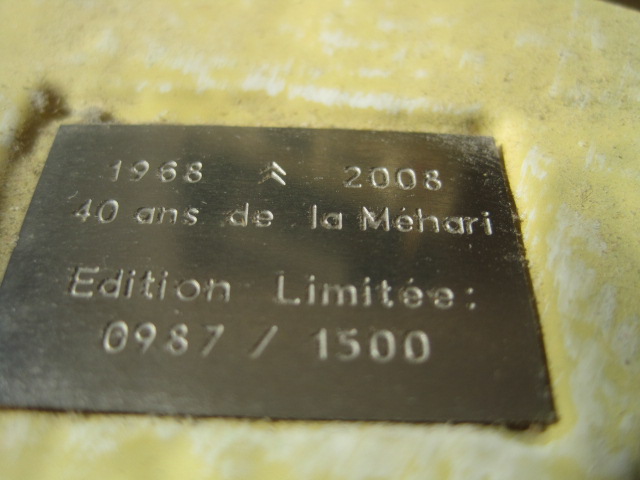 1968 2008
40 ans de la Méhari
Edition Limitée:
0987 / 1500